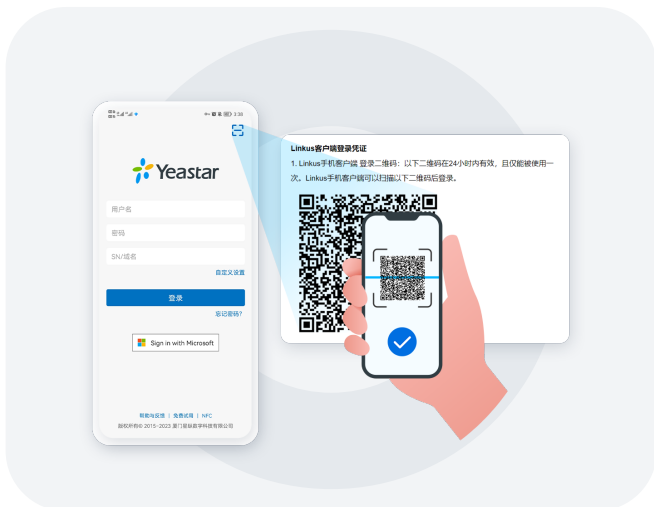 3:38
Yeastar
用户名
密码
SN/域名
自定义设置
登录
忘记密码?
Sign in with Microsoft
帮助与反馈 | 免费试用 | NFC
版权所有© 2015-2023 厦门星纵数字科技有限公司
Linkus客户端登录凭证
1. Linkus手机客户端 登录二维码：以下二维码在24小时内有效，且仅能被使用一
次。Linkus手机客户端可以扫描以下二维码后登录。